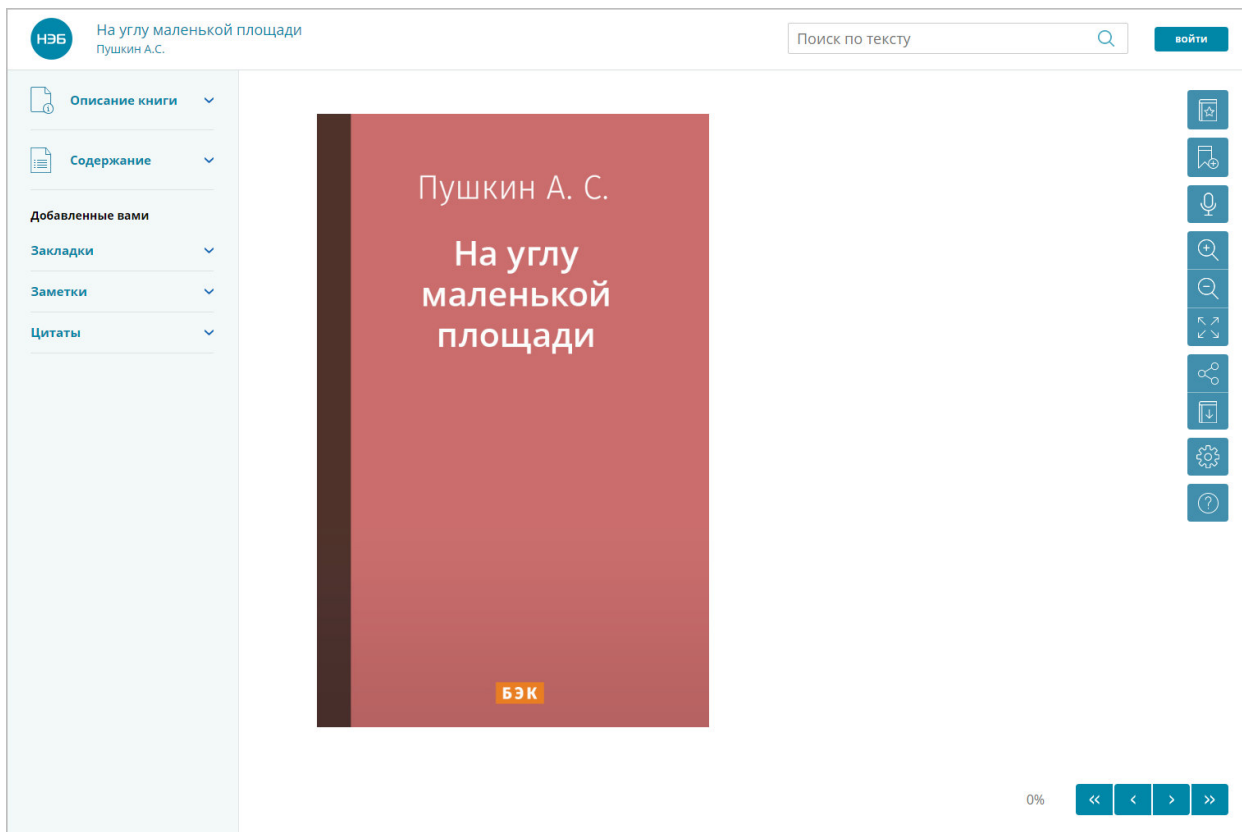 НЭБ
На углу маленькой площади
Пушкин А.С.
Поиск по тексту
войти
Описание книги
Содержание
Добавленные вами
Закладки
Заметки
Цитаты
Пушкин А. С.
На углу
маленькой
площади
БЭК
0%